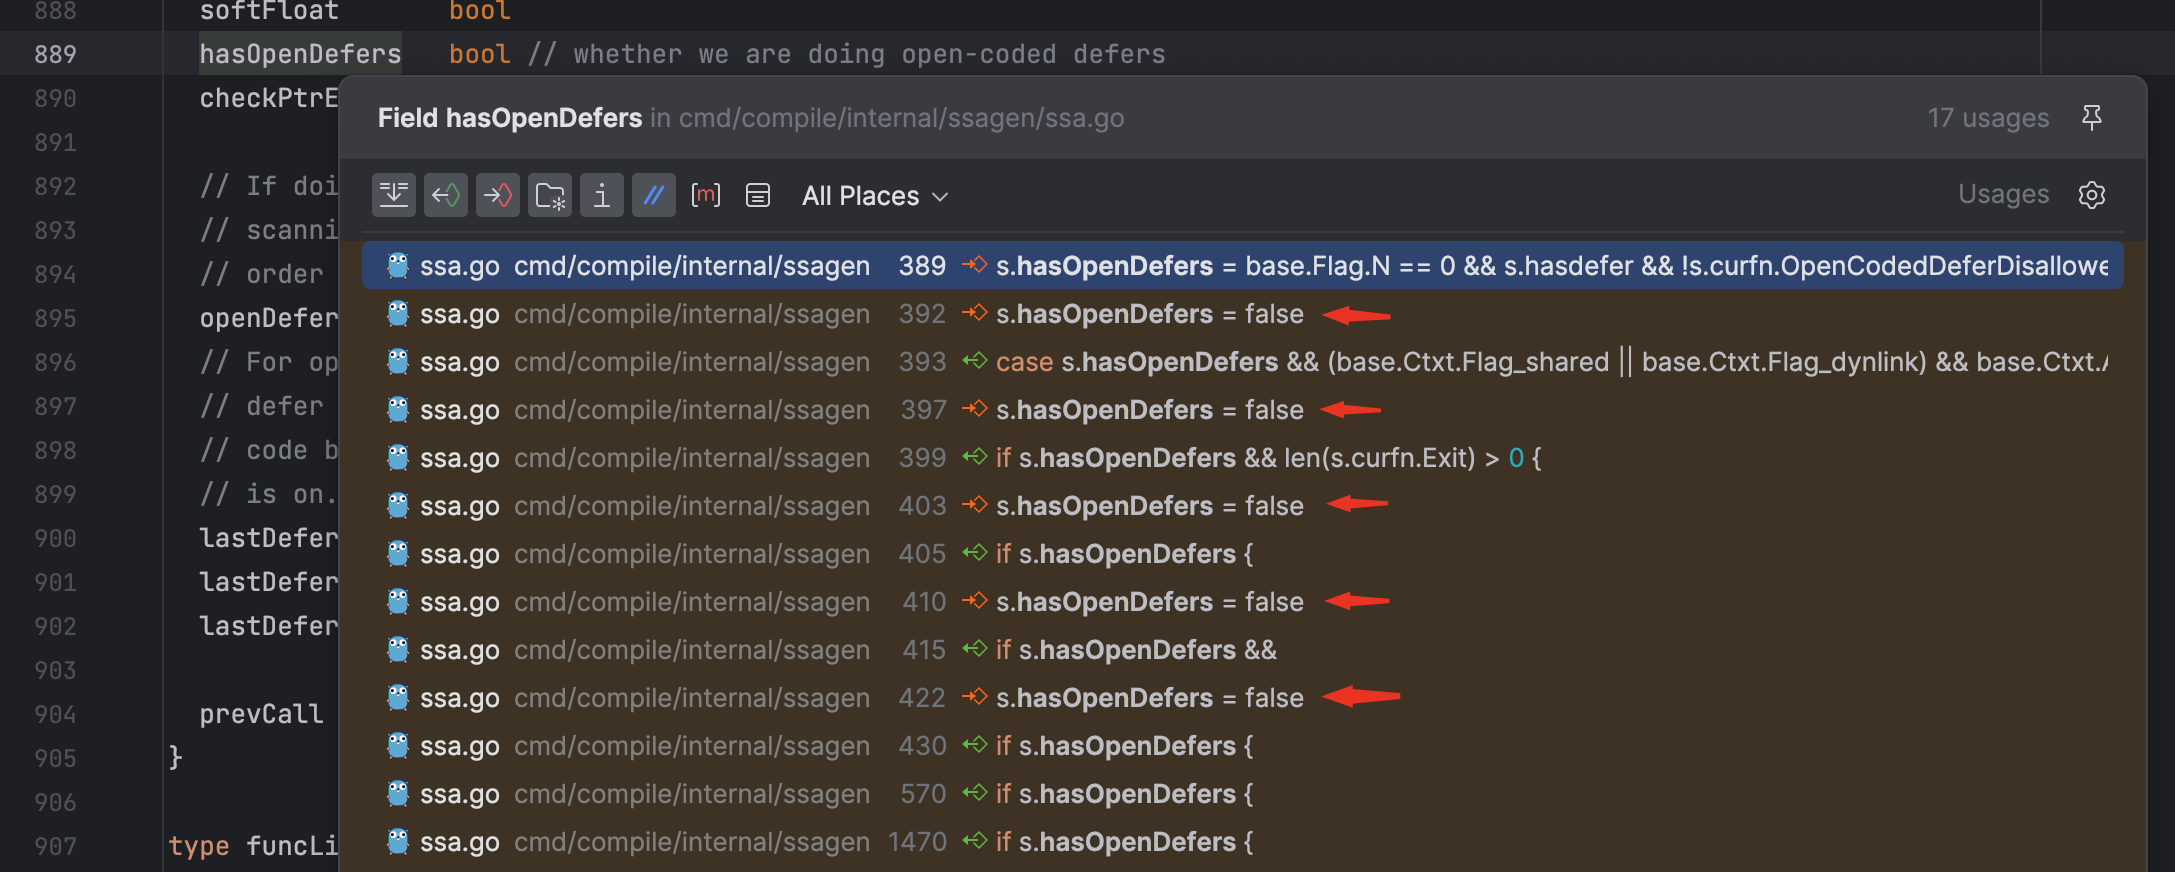 888 softFloat bool
889 hasOpenDefers bool // whether we are doing open-coded defers
890 checkPtrE
891
892 // If doi
893 // scanni
894 // order
895 openDefer
896 // For op
897 // defer
898 // code b
899 // is on.
900 lastDefer
901 lastDefer
902 lastDefer
903
904 prevCall
905 }
906
907 type funcLi
Field hasOpenDefers in cmd/compile/internal/ssagen/ssa.go 17 usages
[m] All Places Usages
ssa.go cmd/compile/internal/ssagen 389 s.hasOpenDefers = base.Flag.N == 0 && s.hasdefer && !s.curfn.OpenCodedDeferDisallowe
ssa.go cmd/compile/internal/ssagen 392 s.hasOpenDefers = false
ssa.go cmd/compile/internal/ssagen 393 case s.hasOpenDefers && (base.Ctxt.Flag_shared || base.Ctxt.Flag_dynlink) && base.Ctxt.A
ssa.go cmd/compile/internal/ssagen 397 s.hasOpenDefers = false
ssa.go cmd/compile/internal/ssagen 399 if s.hasOpenDefers && len(s.curfn.Exit) > 0 {
ssa.go cmd/compile/internal/ssagen 403 s.hasOpenDefers = false
ssa.go cmd/compile/internal/ssagen 405 if s.hasOpenDefers {
ssa.go cmd/compile/internal/ssagen 410 s.hasOpenDefers = false
ssa.go cmd/compile/internal/ssagen 415 if s.hasOpenDefers &&
ssa.go cmd/compile/internal/ssagen 422 s.hasOpenDefers = false
ssa.go cmd/compile/internal/ssagen 430 if s.hasOpenDefers {
ssa.go cmd/compile/internal/ssagen 570 if s.hasOpenDefers {
ssa.go cmd/compile/internal/ssagen 1470 if s.hasOpenDefers {